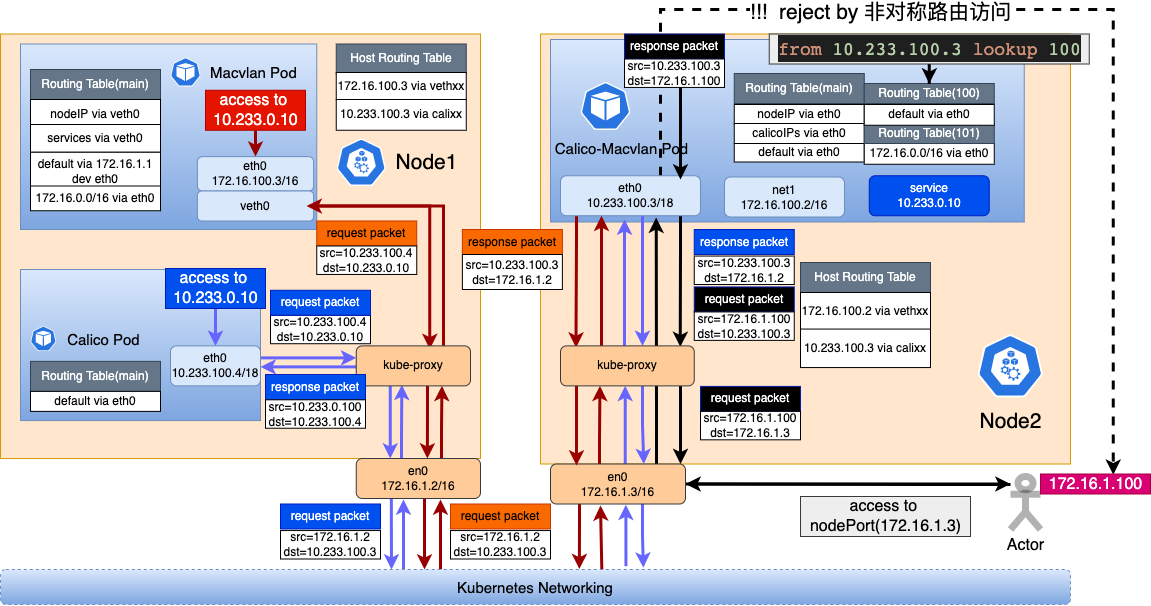 !!! reject by 非对称路由访问
from 10.233.100.3 lookup 100
Routing Table(main)
nodeIP via veth0
services via veth0
default via 172.16.1.1
dev eth0
172.16.0.0/16 via eth0
Macvlan Pod
access to
10.233.0.10
eth0
172.16.100.3/16
veth0
Host Routing Table
172.16.100.3 via vethxx
10.233.100.3 via calixx
Node1
request packet
src=10.233.100.4
dst=10.233.0.10
Calico Pod
access to
10.233.0.10
eth0
10.233.100.4/18
Routing Table(main)
default via eth0
request packet
src=10.233.100.4
dst=10.233.0.10
response packet
src=10.233.0.100
dst=10.233.100.4
kube-proxy
en0
172.16.1.2/16
request packet
src=172.16.1.2
dst=10.233.100.3
request packet
src=172.16.1.2
dst=10.233.100.3
response packet
src=10.233.100.3
dst=172.16.1.100
Calico-Macvlan Pod
Routing Table(main)
nodeIP via eth0
calicoIPs via eth0
default via eth0
Routing Table(100)
default via eth0
Routing Table(101)
172.16.0.0/16 via eth0
eth0
10.233.100.3/18
net1
172.16.100.2/16
service
10.233.0.10
response packet
src=10.233.100.3
dst=172.16.1.2
response packet
src=10.233.100.3
dst=172.16.1.2
request packet
src=172.16.1.100
dst=10.233.100.3
Host Routing Table
172.16.100.2 via vethxx
10.233.100.3 via calixx
kube-proxy
request packet
src=172.16.1.100
dst=172.16.1.3
Node2
en0
172.16.1.3/16
access to
nodePort(172.16.1.3)
172.16.1.100
Actor
Kubernetes Networking